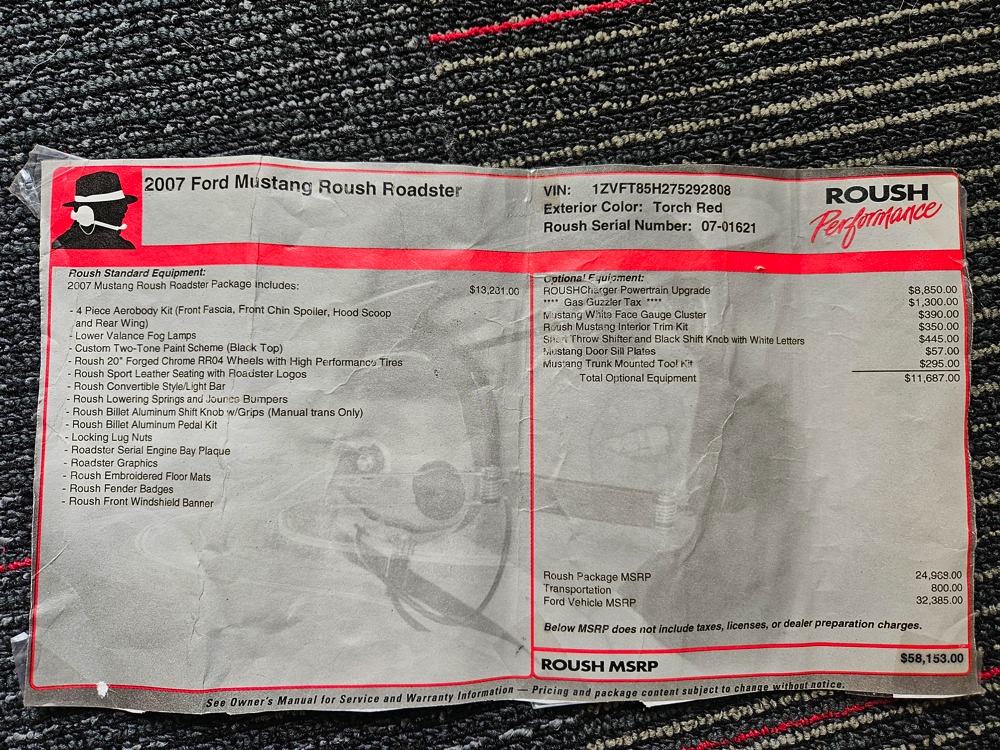 2007 Ford Mustang Roush Roadster
VIN: 1ZVFT85H275292808
Exterior Color: Torch Red
Roush Serial Number: 07-01621
ROUSH
Performance
Roush Standard Equipment:
2007 Mustang Roush Roadster Package includes: $13,281.00
- 4 Piece Aerobody Kit (Front Fascia, Front Chin Spoiler, Hood Scoop
and Rear Wing)
- Lower Valance Fog Lamps
- Custom Two-Tone Paint Scheme (Black Top)
- Roush 20" Forged Chrome RR04 Wheels with High Performance Tires
- Roush Sport Leather Seating with Roadster Logos
- Roush Convertible Style/Light Bar
- Roush Lowering Springs and Jounce Bumpers
- Roush Billet Aluminum Shift Knob w/Grips (Manual trans Only)
- Roush Billet Aluminum Pedal Kit
- Locking Lug Nuts
- Roadster Serial Engine Bay Plaque
- Roadster Graphics
- Roush Embroidered Floor Mats
- Roush Fender Badges
- Roush Front Windshield Banner
Optional Equipment:
ROUSHCharger Powertrain Upgrade $8,850.00
**** Gas Guzzler Tax **** $1,300.00
Mustang White Face Gauge Cluster $390.00
Roush Mustang Interior Trim Kit $350.00
Short Throw Shifter and Black Shift Knob with White Letters $445.00
Mustang Door Sill Plates $57.00
Mustang Trunk Mounted Tool Kit $295.00
Total Optional Equipment $11,687.00
Roush Package MSRP 24,968.00
Transportation 800.00
Ford Vehicle MSRP 32,385.00
Below MSRP does not include taxes, licenses, or dealer preparation charges.
ROUSH MSRP $58,153.00
See Owner's Manual for Service and Warranty Information — Pricing and package content subject to change without notice.